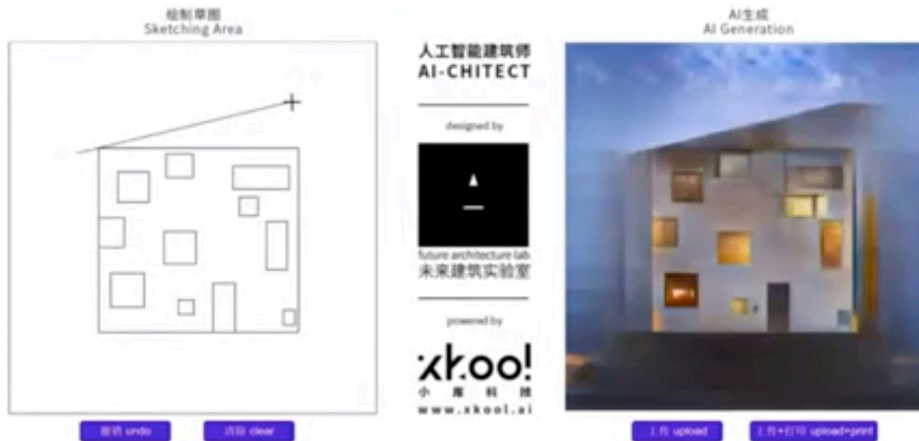 绘制草图
Sketching Area
AI生成
AI Generation
人工智能建筑师
AI-CHITECT
designed by
future architecture lab
未来建筑实验室
powered by
xkool
小库科技
www.xkool.ai
撤销 undo
清除 clear
上传 upload
上传+打印 upload+print